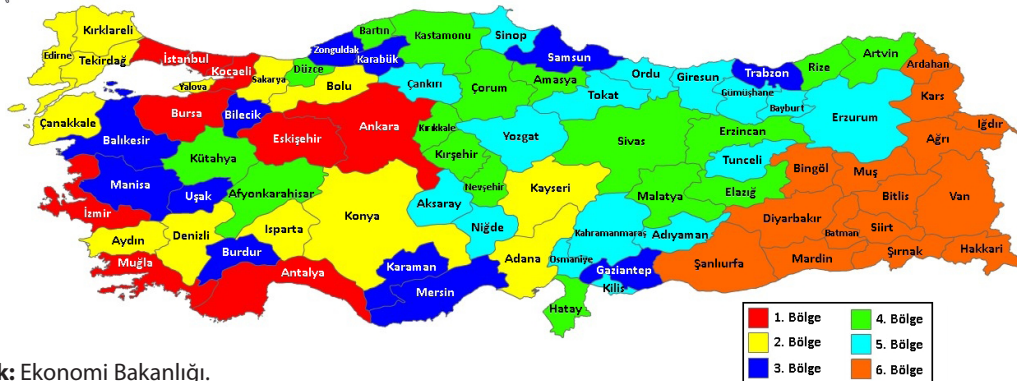 Kırklareli
Edirne
Tekirdağ
İstanbul
Kocaeli
Yalova
Sakarya
Düzce
Bolu
Zonguldak
Bartın
Karabük
Kastamonu
Sinop
Samsun
Çankırı
Çorum
Amasya
Tokat
Ordu
Giresun
Trabzon
Gümüşhane
Bayburt
Rize
Artvin
Ardahan
Kars
Iğdır
Ağrı
Erzurum
Erzincan
Çanakkale
Balıkesir
Bursa
Bilecik
Eskişehir
Ankara
Kırıkkale
Kırşehir
Yozgat
Sivas
Tunceli
Bingöl
Muş
Bitlis
Van
Kütahya
Manisa
Uşak
Afyonkarahisar
Konya
Aksaray
Nevşehir
Kayseri
Niğde
Malatya
Elazığ
Diyarbakır
Batman
Siirt
Şırnak
Hakkari
İzmir
Aydın
Denizli
Isparta
Burdur
Muğla
Antalya
Karaman
Mersin
Adana
Osmaniye
Kahramanmaraş
Adıyaman
Gaziantep
Kilis
Hatay
Şanlıurfa
Mardin
1. Bölge
2. Bölge
3. Bölge
4. Bölge
5. Bölge
6. Bölge
k: Ekonomi Bakanlığı.